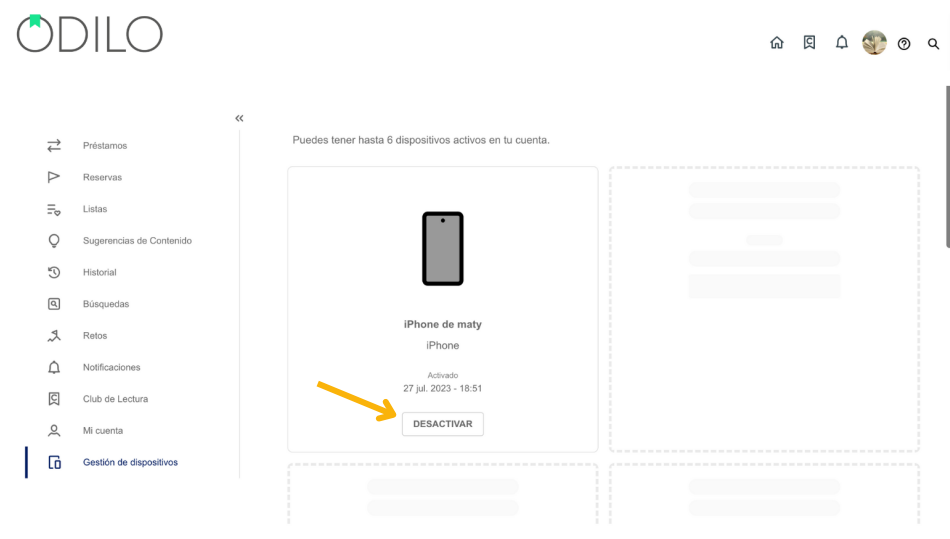 ODILO
Puedes tener hasta 6 dispositivos activos en tu cuenta.
Préstamos
Reservas
Listas
Sugerencias de Contenido
Historial
Búsquedas
Retos
Notificaciones
Club de Lectura
Mi cuenta
Gestión de dispositivos
iPhone de maty
iPhone
Activado
27 jul. 2023 - 18:51
DESACTIVAR